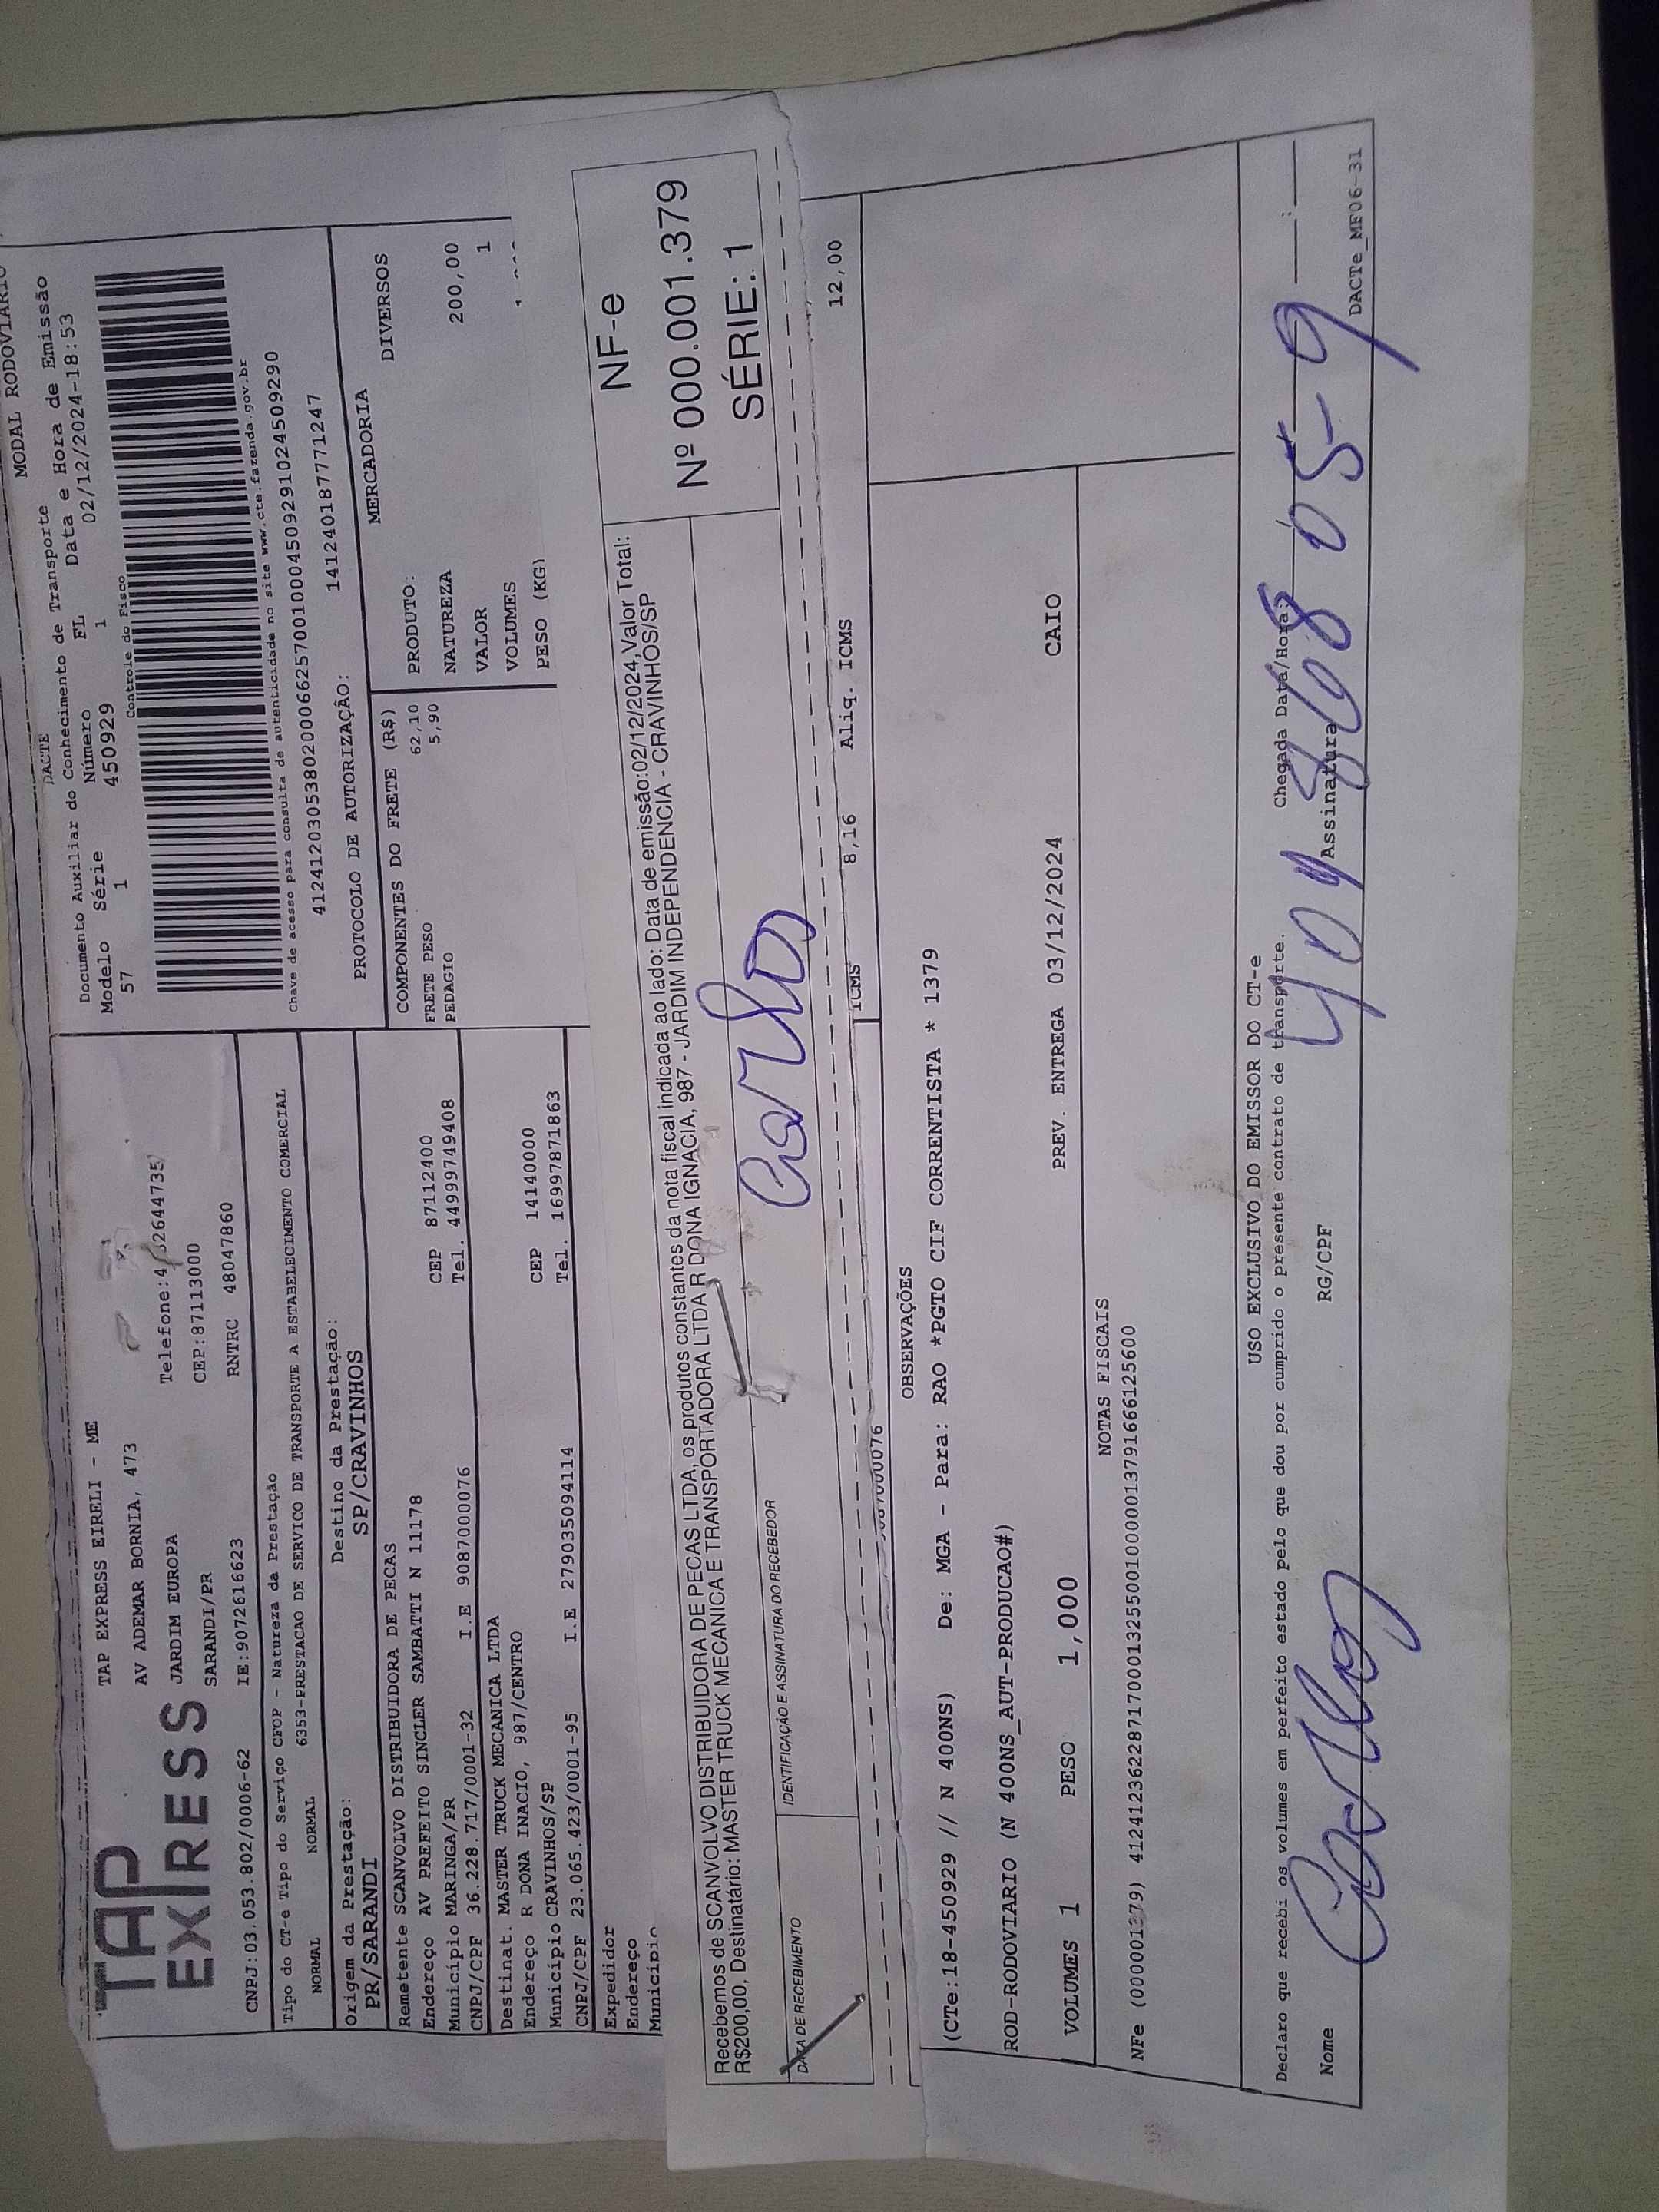 MODAL RODOVIÁRIO
DACTE
Documento Auxiliar do Conhecimento de Transporte
Modelo Série Número FL Data e Hora de Emissão
57 1 450929 1 02/12/2024-18:53
Controle do Fisco
Chave de acesso para consulta de autenticidade no site www.cte.fazenda.gov.br
41241203053802000662570010004509291024509290
PROTOCOLO DE AUTORIZAÇÃO: 141240187771247
TAP EXPRESS
TAP EXPRESS EIRELI - ME
AV ADEMAR BORNIA, 473
JARDIM EUROPA Telefone:4 32644735
SARANDI/PR CEP:87113000
CNPJ:03.053.802/0006-62 IE:9072616623 RNTRC 48047860
Tipo do CT-e Tipo do Serviço CFOP - Natureza da Prestação
NORMAL NORMAL 6353-PRESTACAO DE SERVICO DE TRANSPORTE A ESTABELECIMENTO COMERCIAL
Origem da Prestação: Destino da Prestação:
PR/SARANDI SP/CRAVINHOS
Remetente SCANVOLVO DISTRIBUIDORA DE PECAS
Endereço AV PREFEITO SINCLER SAMBATTI N 11178
Município MARINGA/PR CEP 87112400
CNPJ/CPF 36.228.717/0001-32 I.E 9087000076 Tel. 44999749408
Destinat. MASTER TRUCK MECANICA LTDA
Endereço R DONA INACIO, 987/CENTRO
Município CRAVINHOS/SP CEP 14140000
CNPJ/CPF 23.065.423/0001-95 I.E 279035094114 Tel. 16997871863
Expedidor
Endereço
Município
COMPONENTES DO FRETE (R$)
FRETE PESO 62,10
PEDAGIO 5,90
MERCADORIA
PRODUTO: DIVERSOS
NATUREZA
VALOR 200,00
VOLUMES 1
PESO (KG)
Recebemos de SCANVOLVO DISTRIBUIDORA DE PECAS LTDA, os produtos constantes da nota fiscal indicada ao lado: Data de emissão:02/12/2024,Valor Total:
R$200,00, Destinatário: MASTER TRUCK MECANICA E TRANSPORTADORA LTDA R DONA IGNACIA, 987 - JARDIM INDEPENDENCIA - CRAVINHOS/SP
NF-e
Nº 000.001.379
SÉRIE: 1
DATA DE RECEBIMENTO IDENTIFICAÇÃO E ASSINATURA DO RECEBEDOR
Carlos
ICMS 8,16 Aliq. ICMS 12,00
OBSERVAÇÕES
(CTe:18-450929 // N 400NS) De: MGA - Para: RAO *PGTO CIF CORRENTISTA * 1379
ROD-RODOVIARIO (N 400NS_AUT-PRODUCAO#)
VOLUMES 1 PESO 1,000 PREV. ENTREGA 03/12/2024 CAIO
NOTAS FISCAIS
NFe (000001379) 41241236228717000132550010000013791666125600
USO EXCLUSIVO DO EMISSOR DO CT-e
Declaro que recebi os volumes em perfeito estado pelo que dou por cumprido o presente contrato de transporte. Chegada Data/Hora:
Nome RG/CPF Assinatura
DACTe_MF06-31